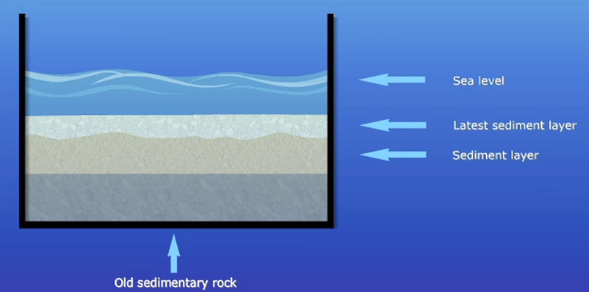 Sea level
Latest sediment layer
Sediment layer
Old sedimentary rock